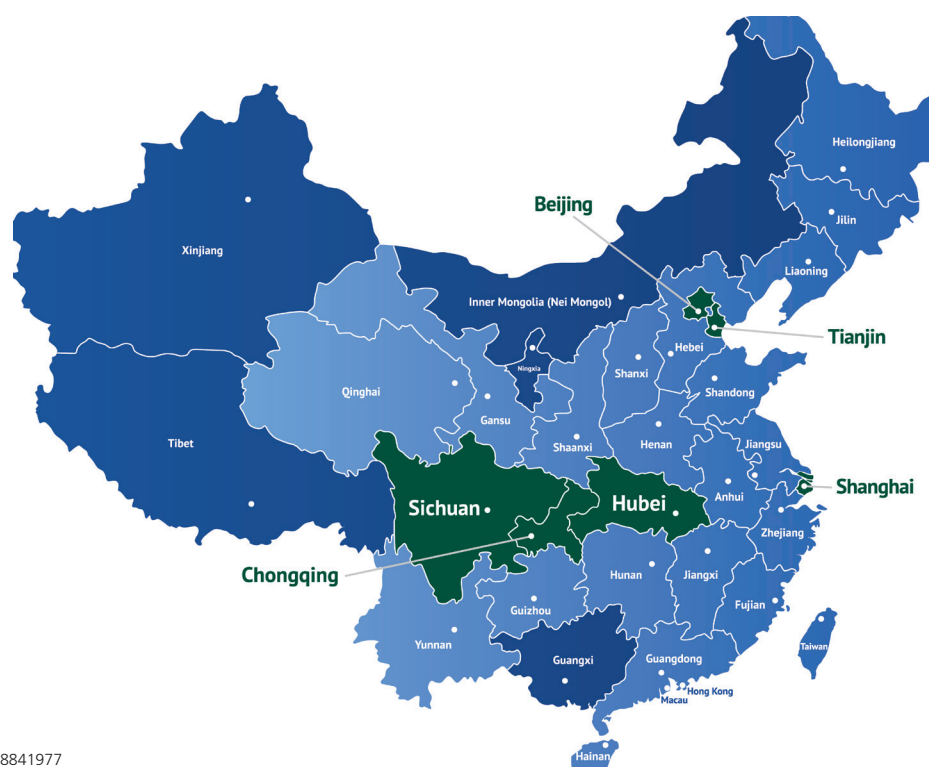 Heilongjiang
Beijing
Jilin
Xinjiang
Liaoning
Inner Mongolia (Nei Mongol)
Tianjin
Hebei
Ningxia
Shanxi
Qinghai
Shandong
Gansu
Tibet
Shaanxi
Henan
Jiangsu
Shanghai
Anhui
Hubei
Sichuan
Zhejiang
Chongqing
Hunan
Jiangxi
Guizhou
Fujian
Yunnan
Taiwan
Guangxi
Guangdong
Hong Kong
Macau
Hainan
8841977